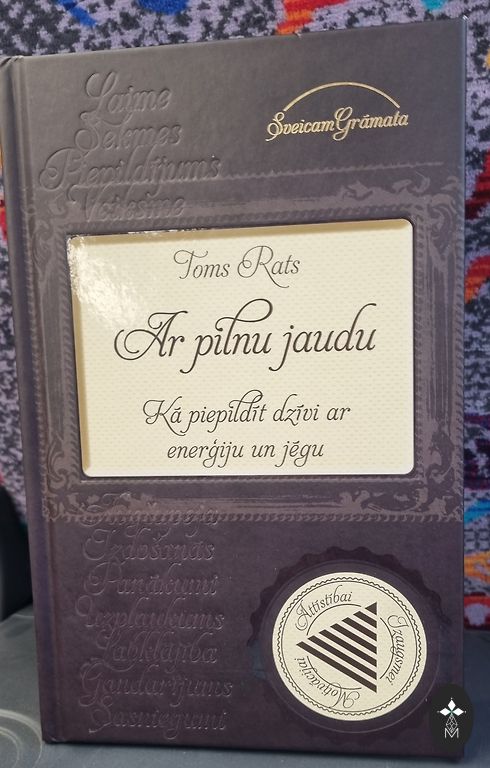 Laime
Sekmes
Piepildījums
SveicamGrāmata
Toms Rats
Ar pilnu jaudu
Kā piepildīt dzīvi ar
enerģiju un jēgu
Izdošanās
Panākumi
Uzplaukums
Labklājība
Gandarījums
Sasniegumi
Attīstībai
Izaugsmei
Motivācijai